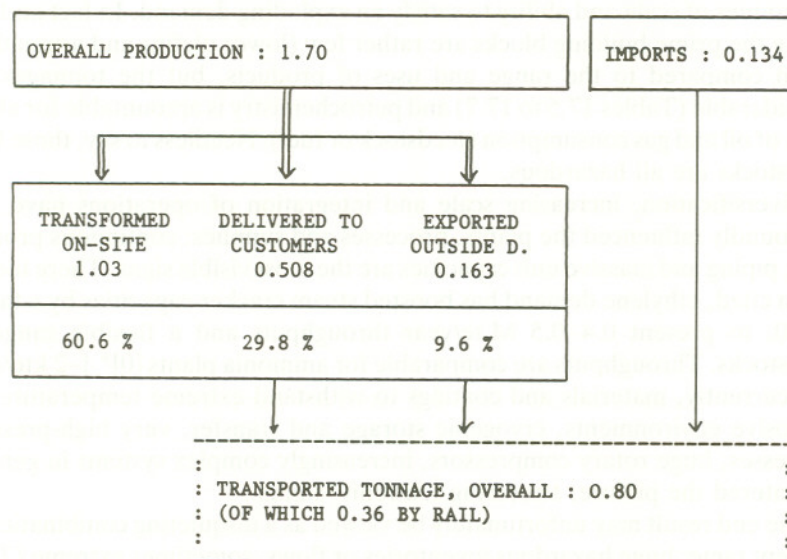 OVERALL PRODUCTION : 1.70
IMPORTS : 0.134
TRANSFORMED
ON-SITE
1.03
DELIVERED TO
CUSTOMERS
0.508
EXPORTED
OUTSIDE D.
0.163
60.6 %
29.8 %
9.6 %
TRANSPORTED TONNAGE, OVERALL : 0.80
(OF WHICH 0.36 BY RAIL)